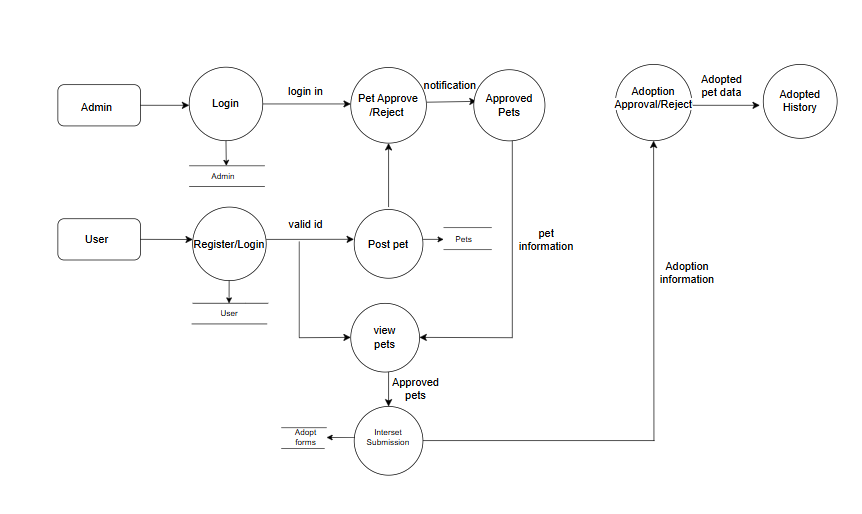 Admin
Login
login in
Pet Approve
/Reject
notification
Approved
Pets
Adoption
Approval/Reject
Adopted
pet data
Adopted
History
Admin
User
Register/Login
valid id
Post pet
Pets
pet
information
Adoption
information
User
view
pets
Approved
pets
Adopt
forms
Interset
Submission